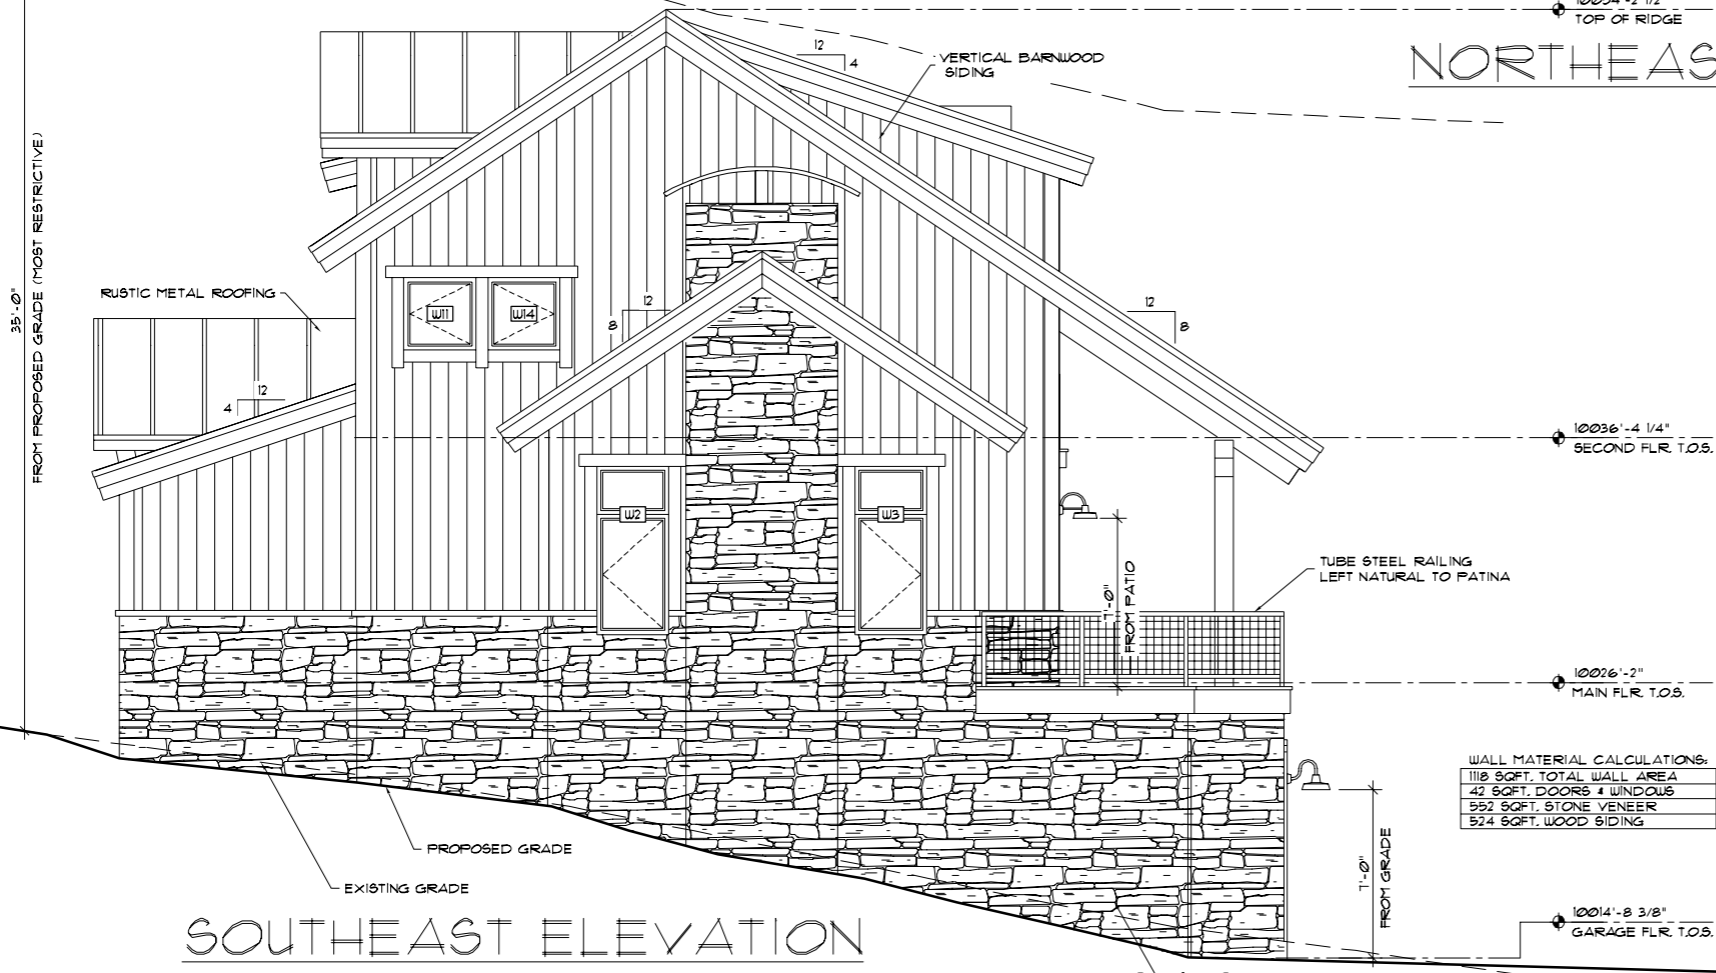 TOP OF RIDGE
NORTHEAS
12
4
VERTICAL BARNWOOD
SIDING
35'-0"
FROM PROPOSED GRADE (MOST RESTRICTIVE)
RUSTIC METAL ROOFING
W11
W14
12
8
12
8
12
4
10036'-4 1/4"
SECOND FLR. T.O.S.
W2
W3
7'-0"
FROM PATIO
TUBE STEEL RAILING
LEFT NATURAL TO PATINA
10026'-2"
MAIN FLR. T.O.S.
WALL MATERIAL CALCULATIONS:
1118 SQFT. TOTAL WALL AREA
42 SQFT. DOORS & WINDOWS
552 SQFT. STONE VENEER
524 SQFT. WOOD SIDING
PROPOSED GRADE
EXISTING GRADE
7'-0"
FROM GRADE
10014'-8 3/8"
GARAGE FLR. T.O.S.
SOUTHEAST ELEVATION